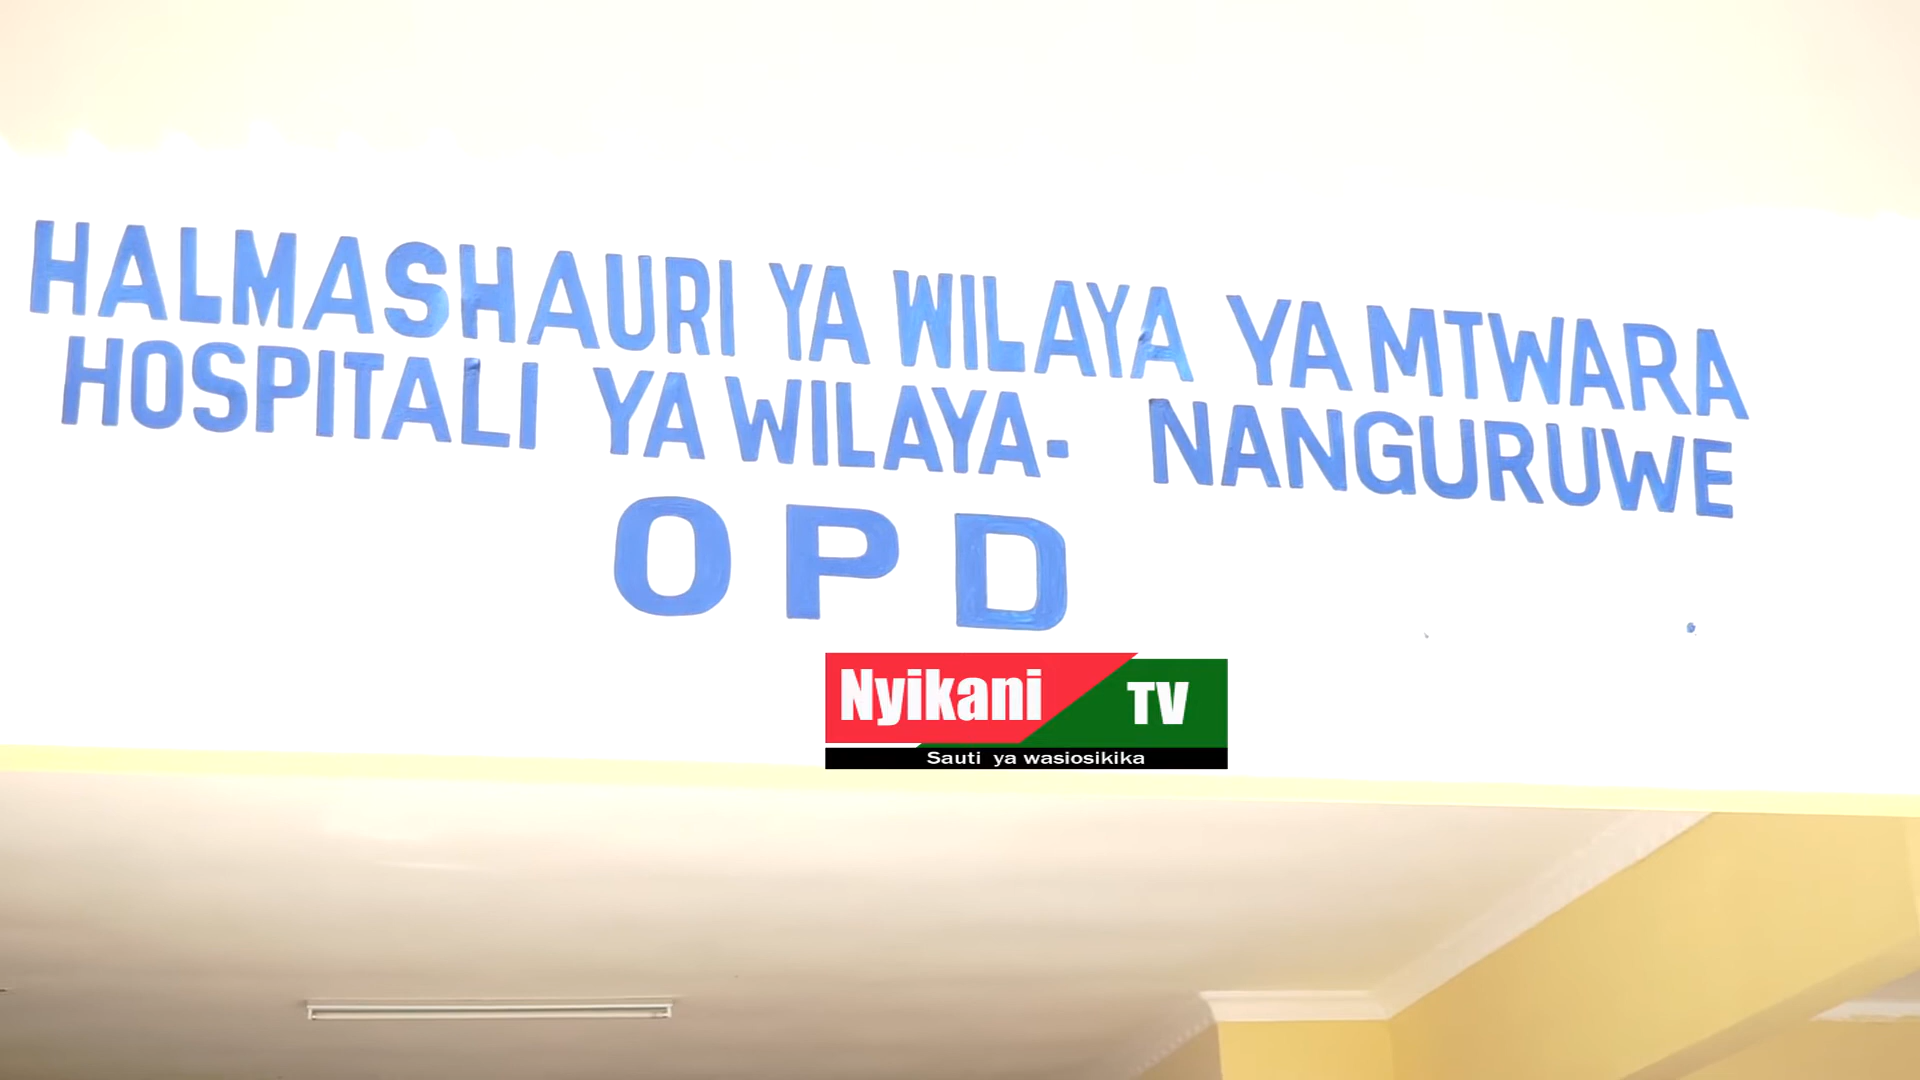 HALMASHAURI YA WILAYA YA MTWARA
HOSPITALI YA WILAYA- NANGURUWE
OPD
Nyikani TV
Sauti ya wasiosikika